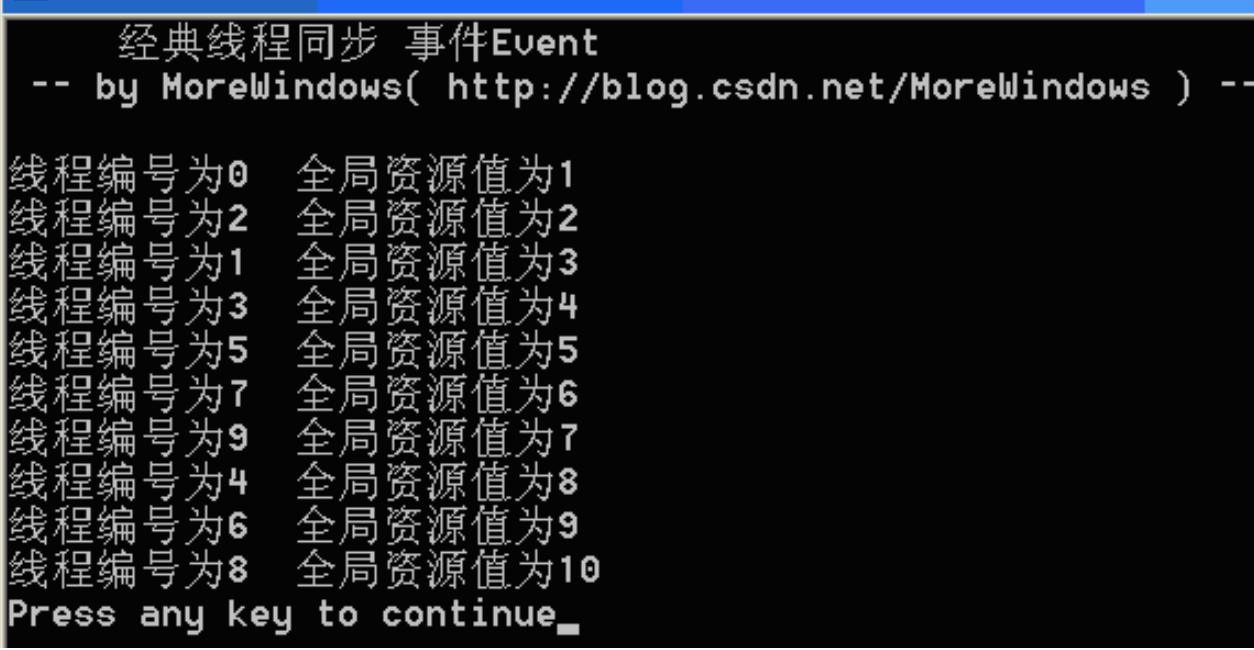 经典线程同步 事件Event
-- by MoreWindows( http://blog.csdn.net/MoreWindows ) --
线程编号为0  全局资源值为1
线程编号为2  全局资源值为2
线程编号为1  全局资源值为3
线程编号为3  全局资源值为4
线程编号为5  全局资源值为5
线程编号为7  全局资源值为6
线程编号为9  全局资源值为7
线程编号为4  全局资源值为8
线程编号为6  全局资源值为9
线程编号为8  全局资源值为10
Press any key to continue_